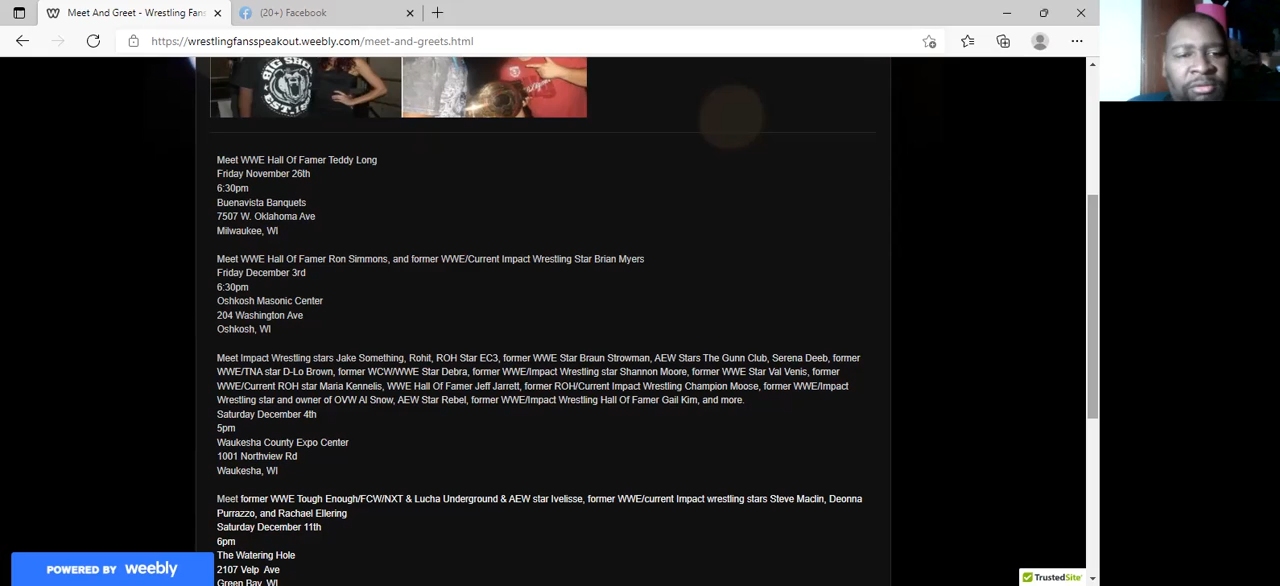 Meet And Greet - Wrestling Fans
(20+) Facebook
https://wrestlingfansspeakout.weebly.com/meet-and-greets.html
BIG SHOW
Meet WWE Hall Of Famer Teddy Long
Friday November 26th
6:30pm
Buenavista Banquets
7507 W. Oklahoma Ave
Milwaukee, WI
Meet WWE Hall Of Famer Ron Simmons, and former WWE/Current Impact Wrestling Star Brian Myers
Friday December 3rd
6:30pm
Oshkosh Masonic Center
204 Washington Ave
Oshkosh, WI
Meet Impact Wrestling stars Jake Something, Rohit, ROH Star EC3, former WWE Star Braun Strowman, AEW Stars The Gunn Club, Serena Deeb, former
WWE/TNA star D-Lo Brown, former WCW/WWE Star Debra, former WWE/Impact Wrestling star Shannon Moore, former WWE Star Val Venis, former
WWE/Current ROH star Maria Kennelis, WWE Hall Of Famer Jeff Jarrett, former ROH/Current Impact Wrestling Champion Moose, former WWE/Impact
Wrestling star and owner of OVW Al Snow, AEW Star Rebel, former WWE/Impact Wrestling Hall Of Famer Gail Kim, and more.
Saturday December 4th
5pm
Waukesha County Expo Center
1001 Northview Rd
Waukesha, WI
Meet former WWE Tough Enough/FCW/NXT & Lucha Underground & AEW star Ivelisse, former WWE/current Impact wrestling stars Steve Maclin, Deonna
Purrazzo, and Rachael Ellering
Saturday December 11th
6pm
The Watering Hole
2107 Velp Ave
Green Bay, WI
POWERED BY weebly
TrustedSite